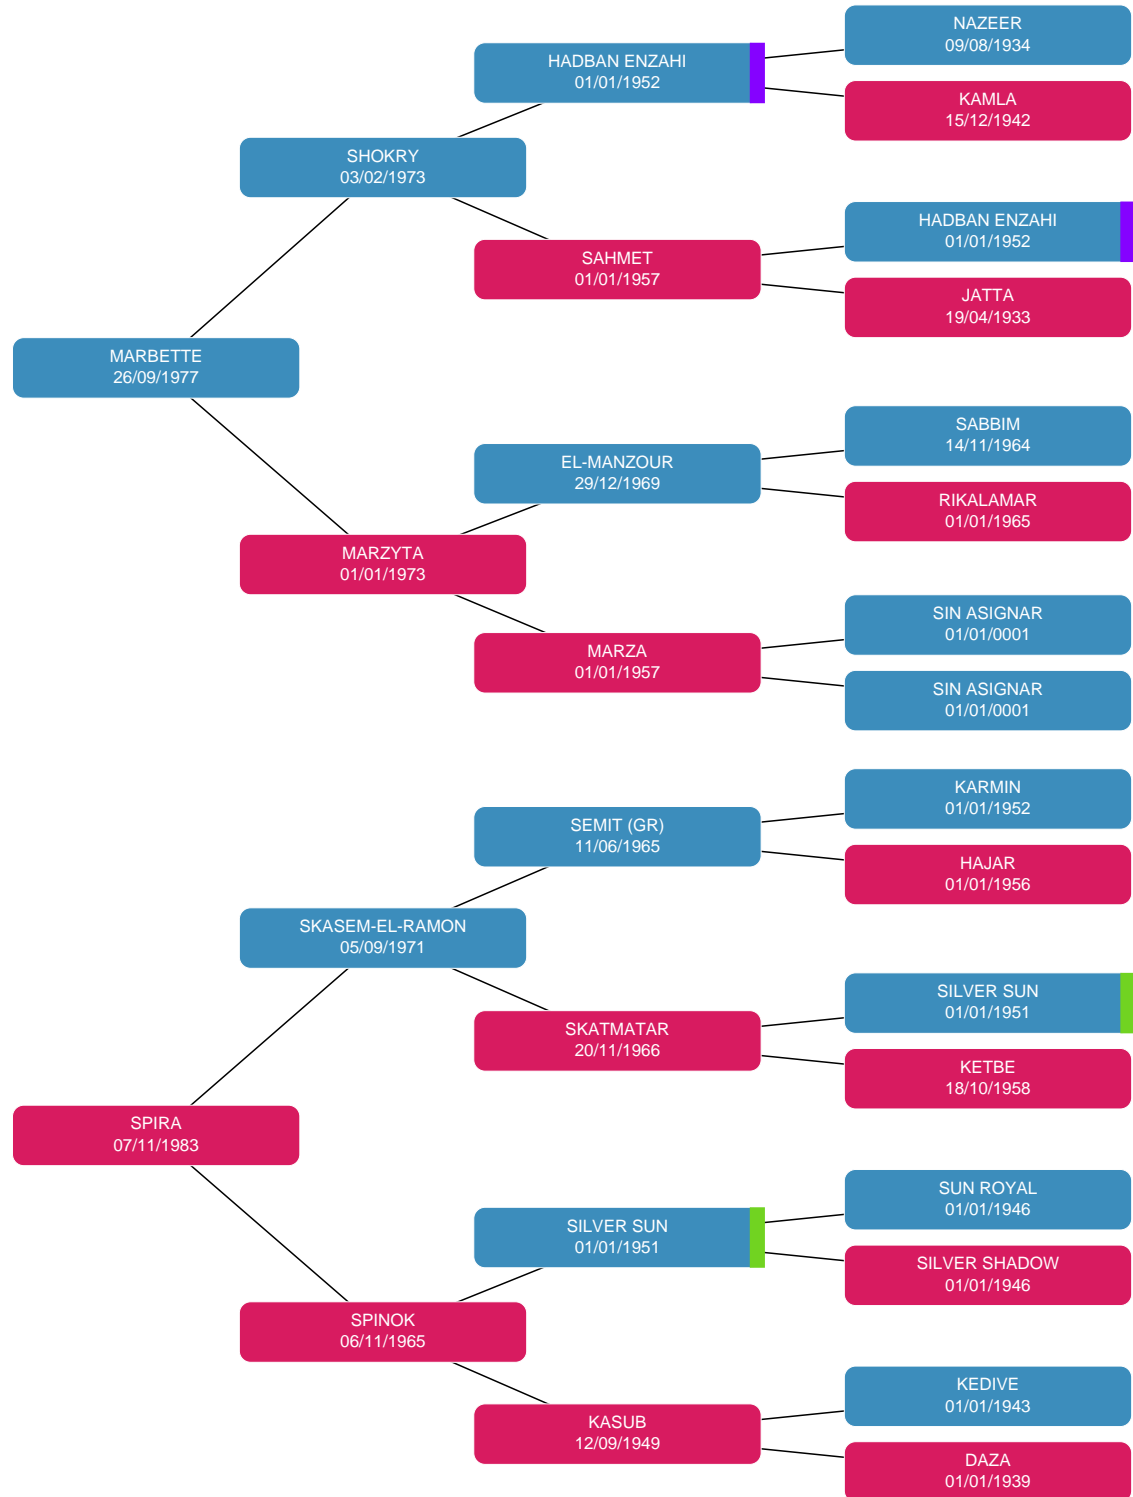 NAZEER
09/08/1934
HADBAN ENZAHI
01/01/1952
KAMLA
15/12/1942
SHOKRY
03/02/1973
HADBAN ENZAHI
01/01/1952
SAHMET
01/01/1957
JATTA
19/04/1933
MARBETTE
26/09/1977
SABBIM
14/11/1964
EL-MANZOUR
29/12/1969
RIKALAMAR
01/01/1965
MARZYTA
01/01/1973
SIN ASIGNAR
01/01/0001
MARZA
01/01/1957
SIN ASIGNAR
01/01/0001
KARMIN
01/01/1952
SEMIT (GR)
11/06/1965
HAJAR
01/01/1956
SKASEM-EL-RAMON
05/09/1971
SILVER SUN
01/01/1951
SKATMATAR
20/11/1966
KETBE
18/10/1958
SPIRA
07/11/1983
SUN ROYAL
01/01/1946
SILVER SUN
01/01/1951
SILVER SHADOW
01/01/1946
SPINOK
06/11/1965
KEDIVE
01/01/1943
KASUB
12/09/1949
DAZA
01/01/1939